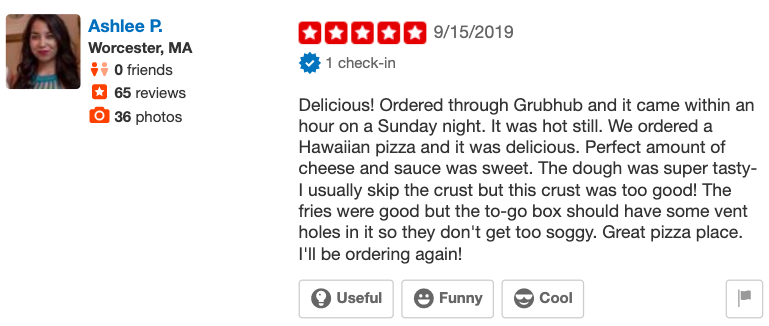 Ashlee P.
Worcester, MA
0 friends
65 reviews
36 photos
9/15/2019
1 check-in
Delicious! Ordered through Grubhub and it came within an
hour on a Sunday night. It was hot still. We ordered a
Hawaiian pizza and it was delicious. Perfect amount of
cheese and sauce was sweet. The dough was super tasty-
I usually skip the crust but this crust was too good! The
fries were good but the to-go box should have some vent
holes in it so they don't get too soggy. Great pizza place.
I'll be ordering again!
Useful
Funny
Cool